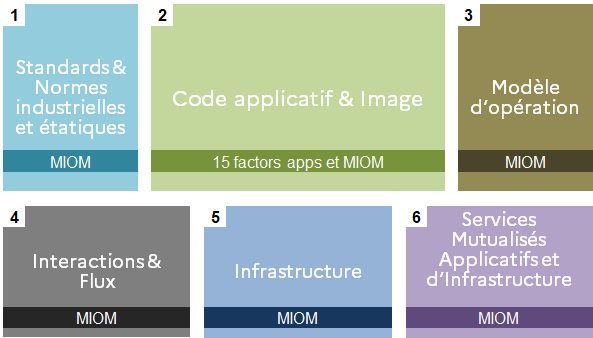 1
Standards &
Normes
industrielles
et étatiques
MIOM
2
Code applicatif & Image
15 factors apps et MIOM
3
Modèle
d'opération
MIOM
4
Interactions &
Flux
MIOM
5
Infrastructure
MIOM
6
Services
Mutualisés
Applicatifs et
d'Infrastructure
MIOM